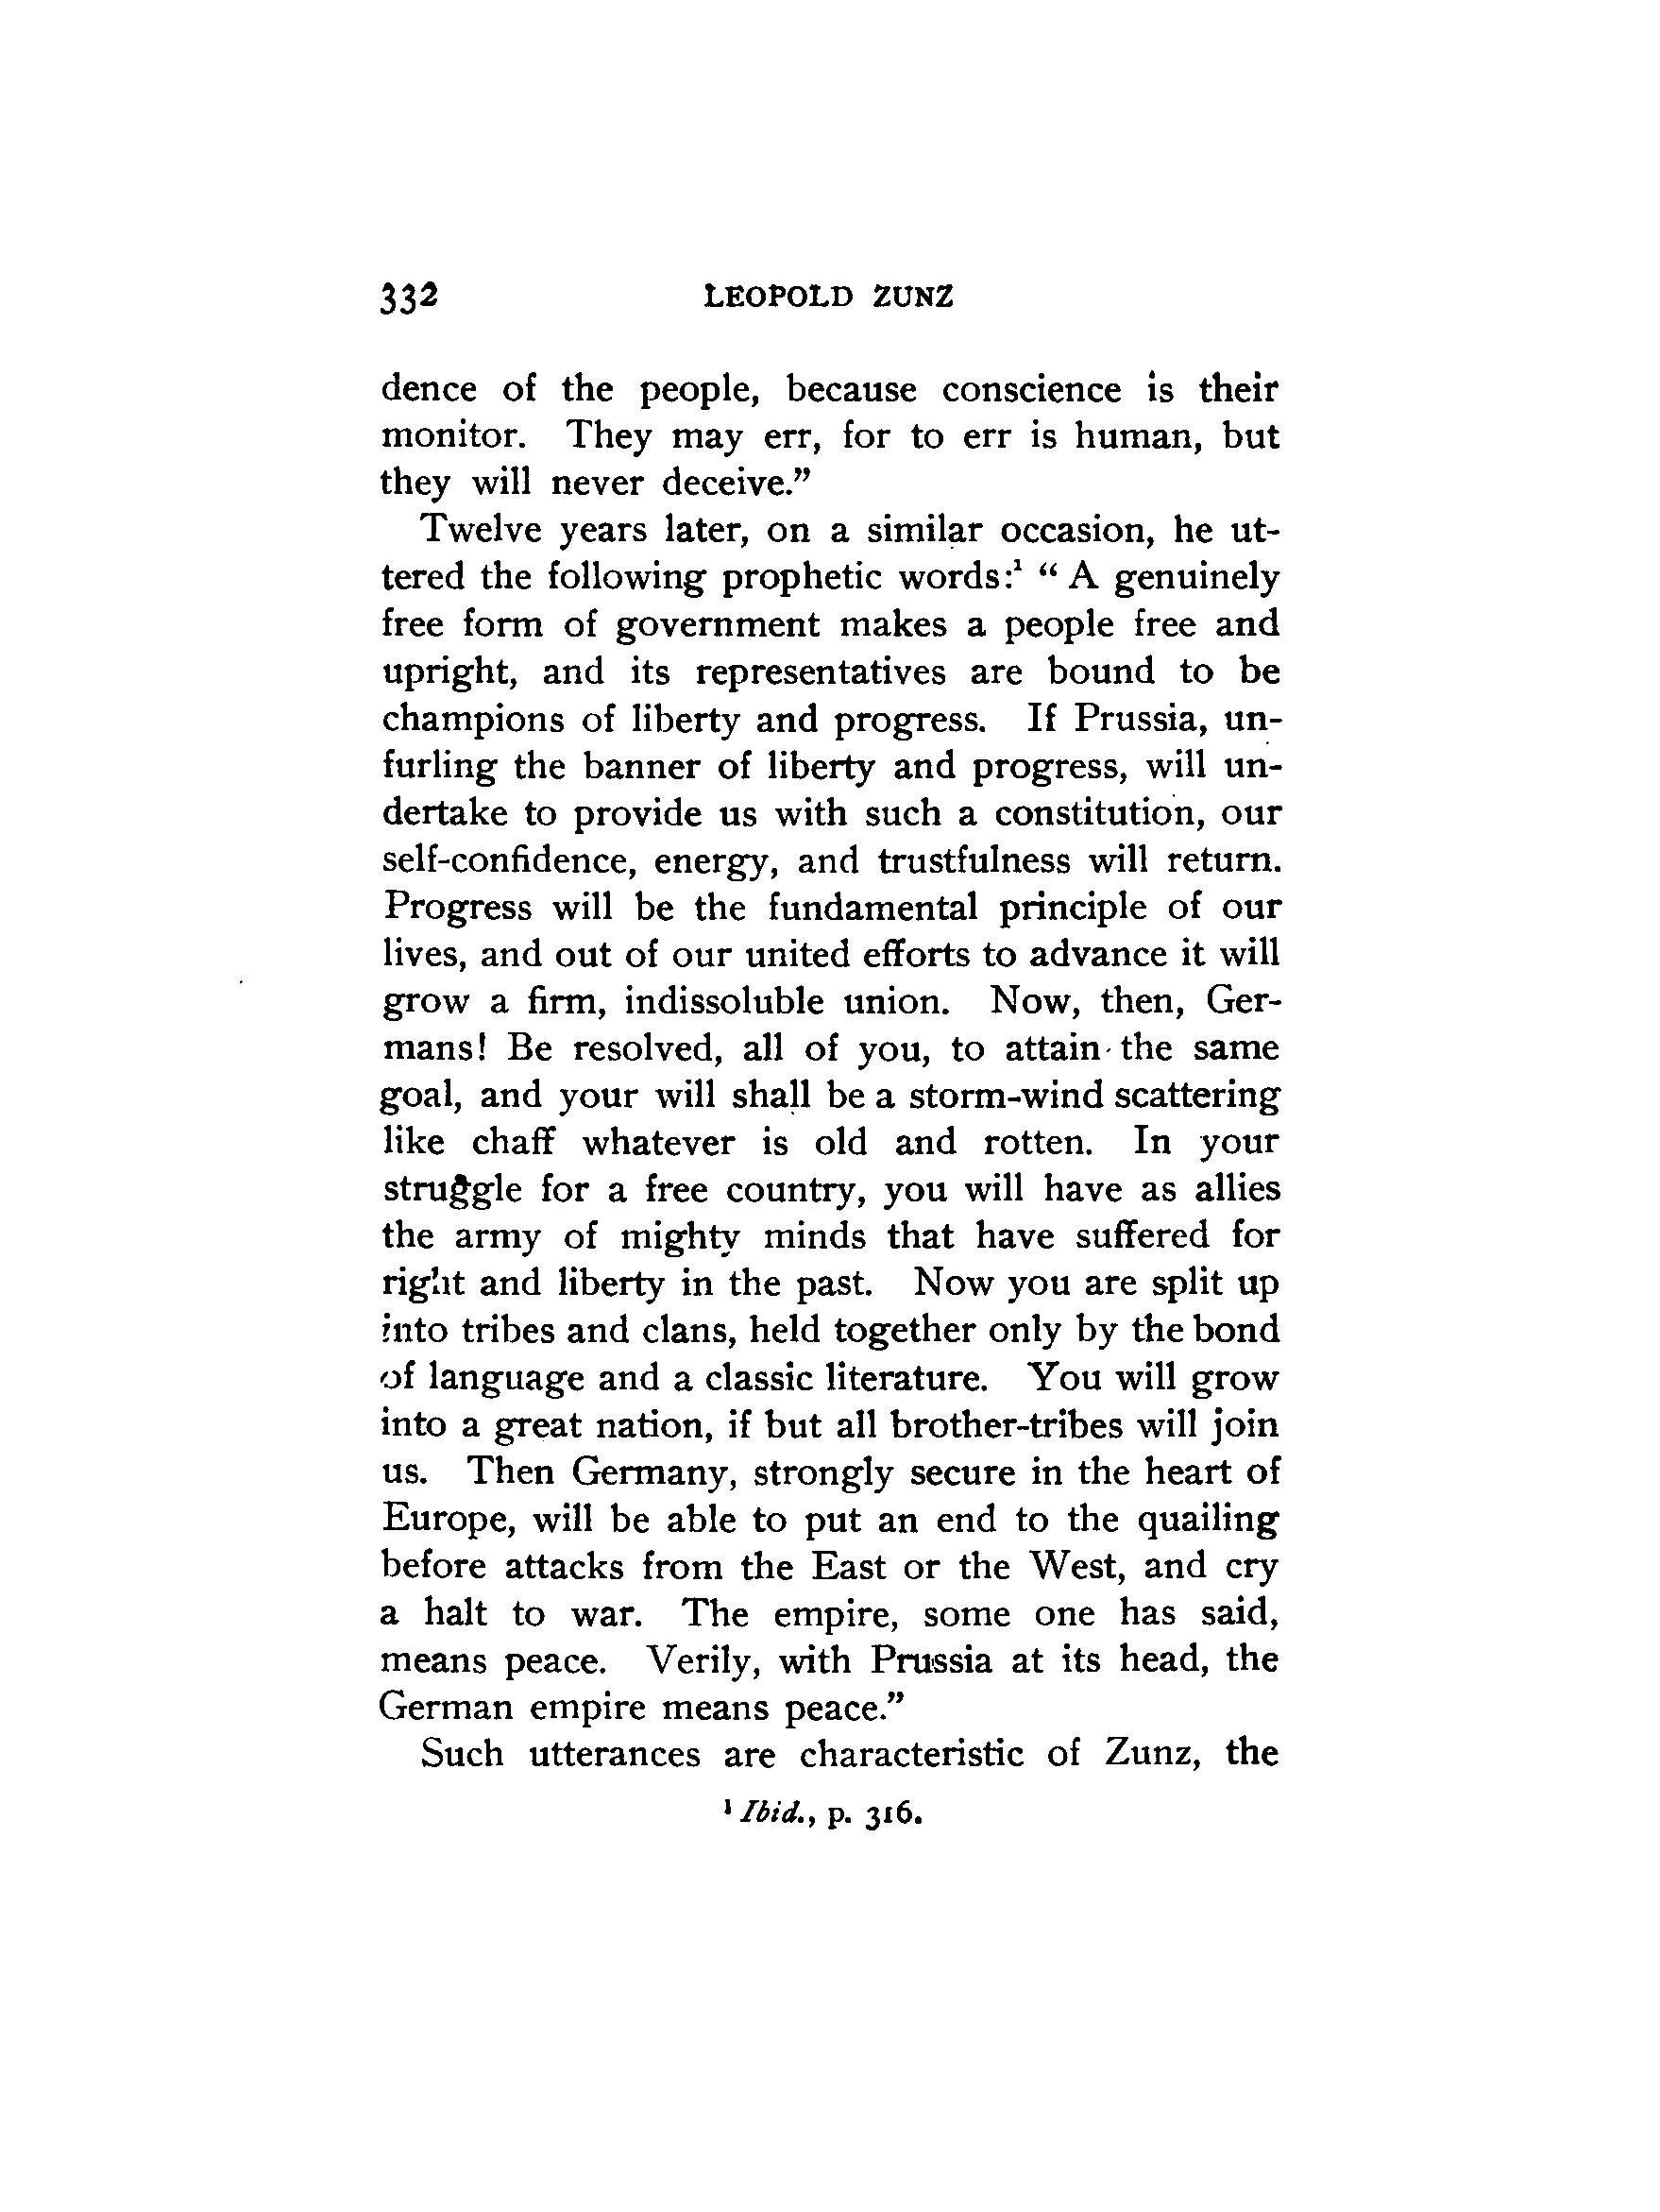 332 LEOPOLD ZUNZ
dence of the people, because conscience is their
monitor. They may err, for to err is human, but
they will never deceive.”
Twelve years later, on a similar occasion, he ut-
tered the following prophetic words:¹ “ A genuinely
free form of government makes a people free and
upright, and its representatives are bound to be
champions of liberty and progress. If Prussia, un-
furling the banner of liberty and progress, will un-
dertake to provide us with such a constitution, our
self-confidence, energy, and trustfulness will return.
Progress will be the fundamental principle of our
lives, and out of our united efforts to advance it will
grow a firm, indissoluble union. Now, then, Ger-
mans! Be resolved, all of you, to attain the same
goal, and your will shall be a storm-wind scattering
like chaff whatever is old and rotten. In your
struggle for a free country, you will have as allies
the army of mighty minds that have suffered for
right and liberty in the past. Now you are split up
into tribes and clans, held together only by the bond
of language and a classic literature. You will grow
into a great nation, if but all brother-tribes will join
us. Then Germany, strongly secure in the heart of
Europe, will be able to put an end to the quailing
before attacks from the East or the West, and cry
a halt to war. The empire, some one has said,
means peace. Verily, with Prussia at its head, the
German empire means peace.”
Such utterances are characteristic of Zunz, the
¹ Ibid., p. 316.